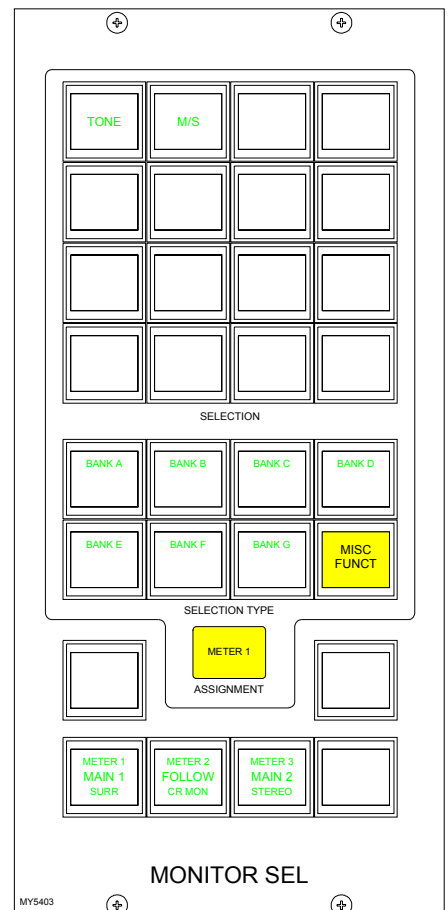 TONE M/S
SELECTION
BANK A BANK B BANK C BANK D
BANK E BANK F BANK G MISC
FUNCT
SELECTION TYPE
METER 1
ASSIGNMENT
METER 1 METER 2 METER 3
MAIN 1 FOLLOW MAIN 2
SURR CR MON STEREO
MONITOR SEL
MY5403